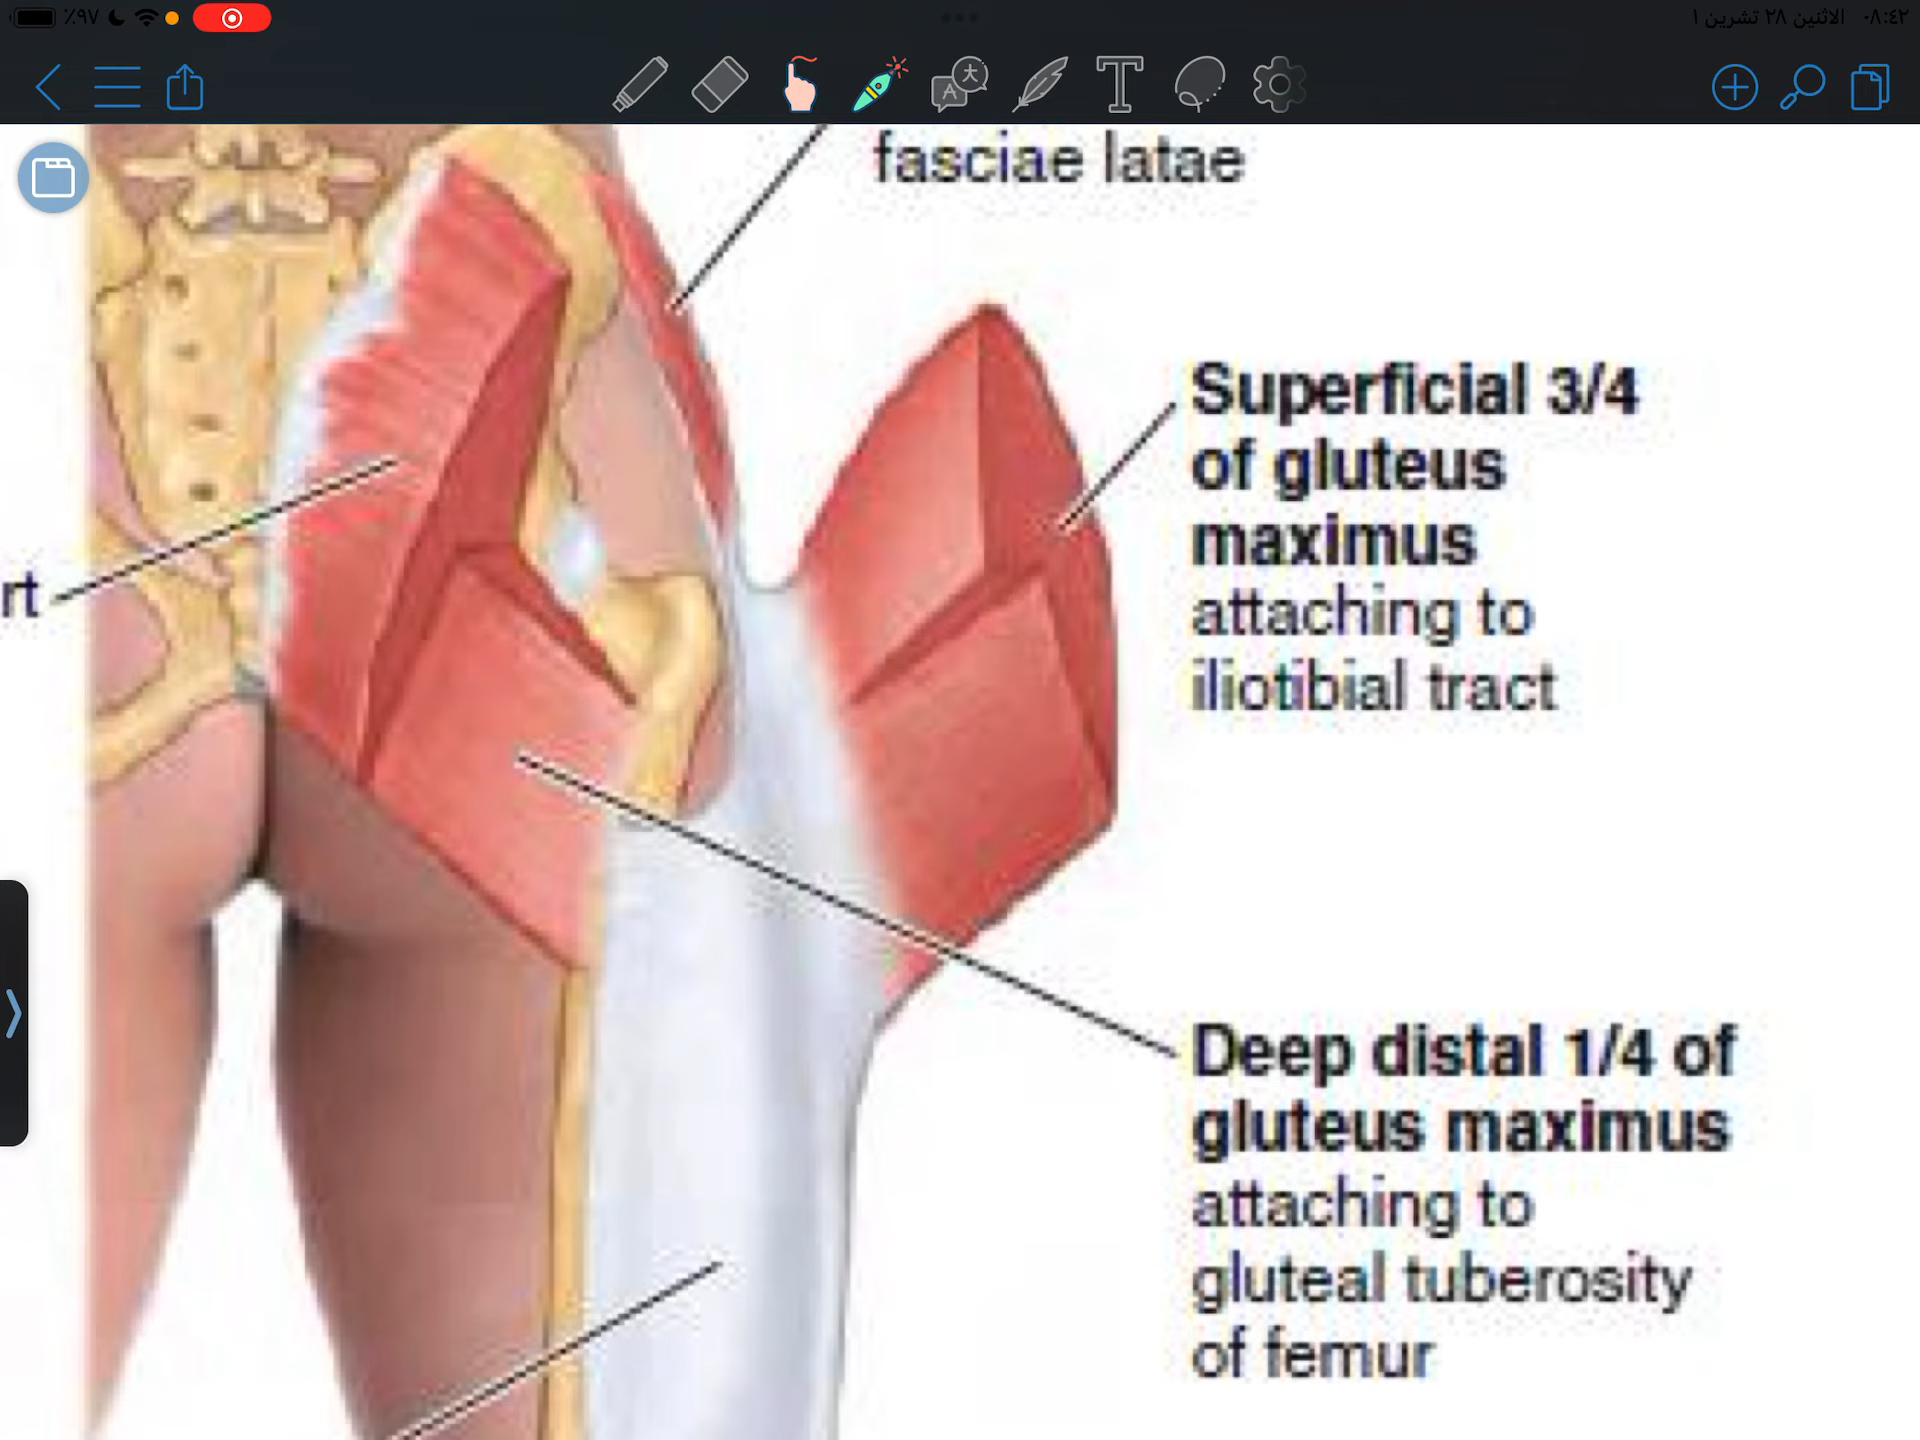 ٪٩٧
٠٨:٤٢ الاثنين ٢٨ تشرين ١
fasciae latae
Superficial 3/4
of gluteus
maximus
attaching to
iliotibial tract
rt
Deep distal 1/4 of
gluteus maximus
attaching to
gluteal tuberosity
of femur